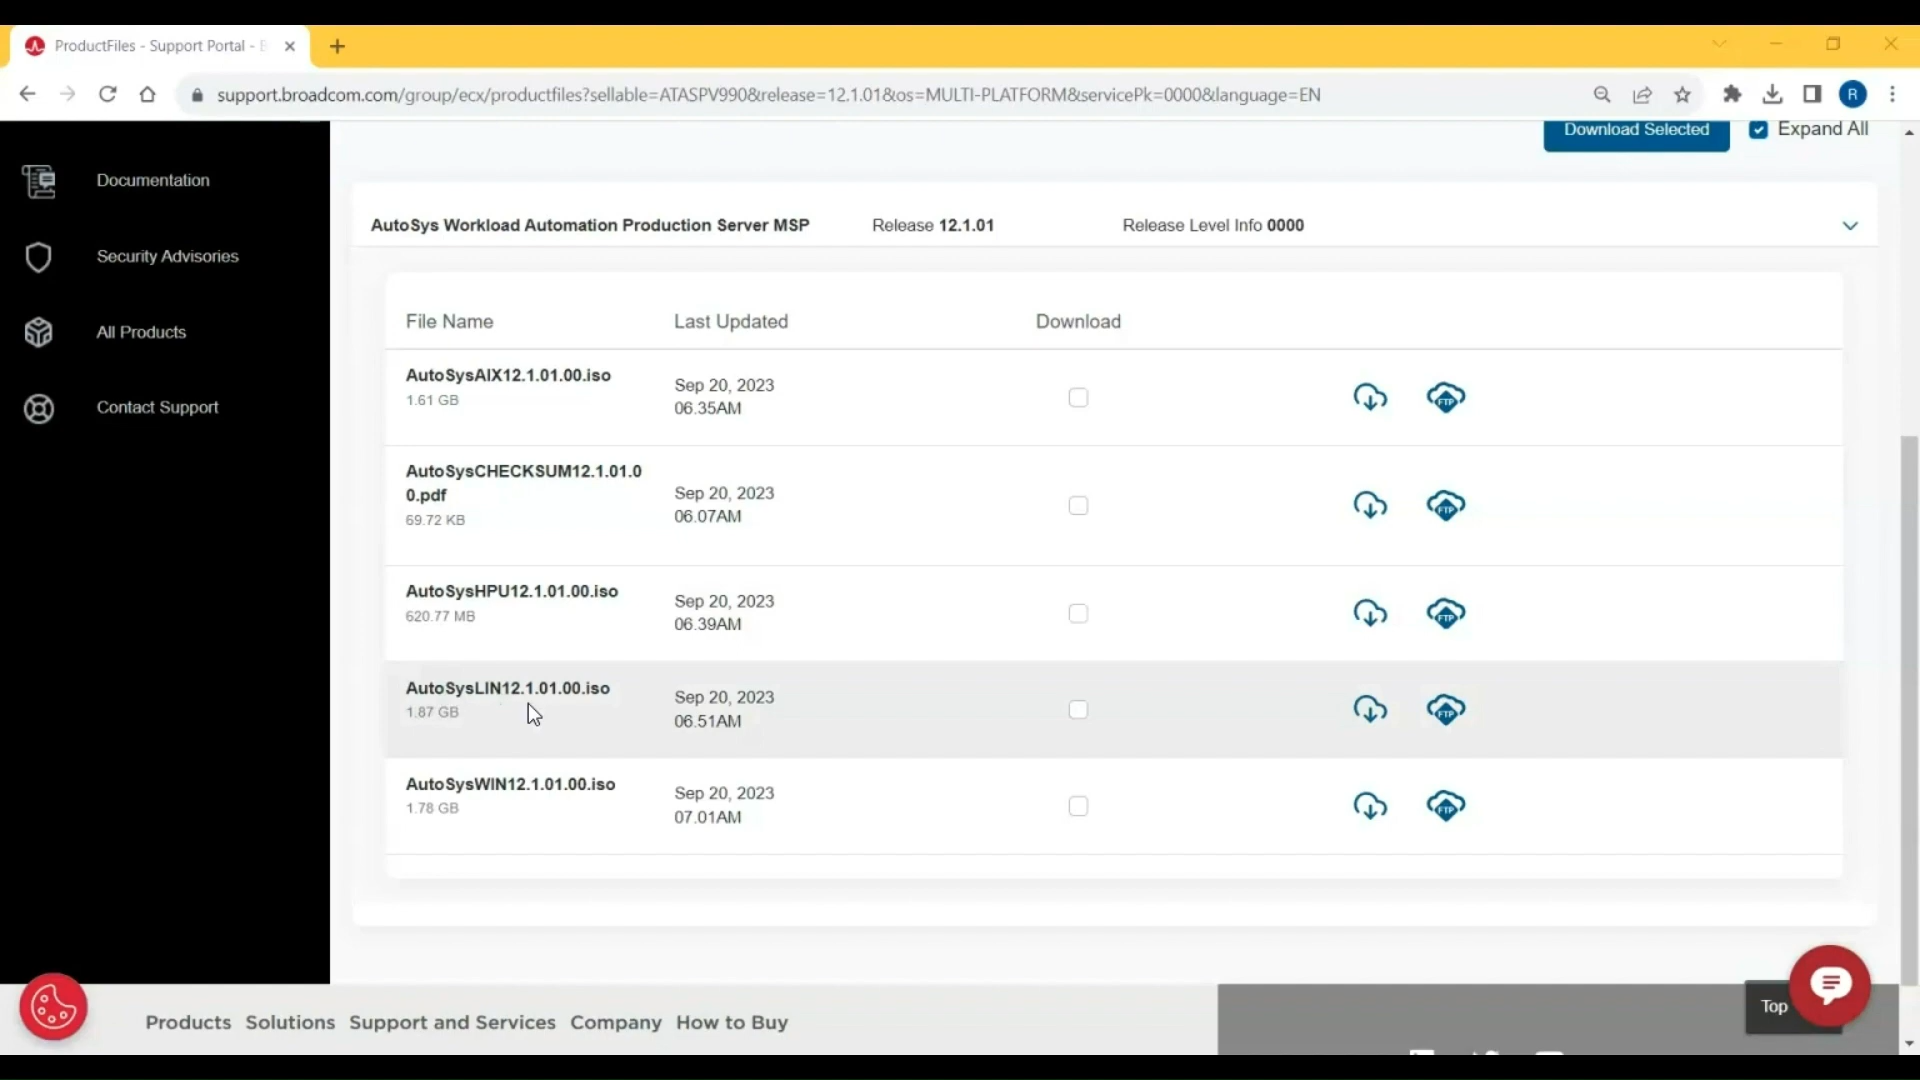 ProductFiles - Support Portal -
support.broadcom.com/group/ecx/productfiles?sellable=ATASPV990&release=12.1.01&os=MULTI-PLATFORM&servicePk=0000&language=EN
R
Download Selected
Expand All
Documentation
Security Advisories
All Products
Contact Support
AutoSys Workload Automation Production Server MSP Release 12.1.01 Release Level Info 0000
File Name Last Updated Download
AutoSysAIX12.1.01.00.iso
1.61 GB
Sep 20, 2023
06.35AM
FTP
AutoSysCHECKSUM12.1.01.0
0.pdf
69.72 KB
Sep 20, 2023
06.07AM
FTP
AutoSysHPU12.1.01.00.iso
620.77 MB
Sep 20, 2023
06.39AM
FTP
AutoSysLIN12.1.01.00.iso
1.87 GB
Sep 20, 2023
06.51AM
FTP
AutoSysWIN12.1.01.00.iso
1.78 GB
Sep 20, 2023
07.01AM
FTP
Top
Products Solutions Support and Services Company How to Buy